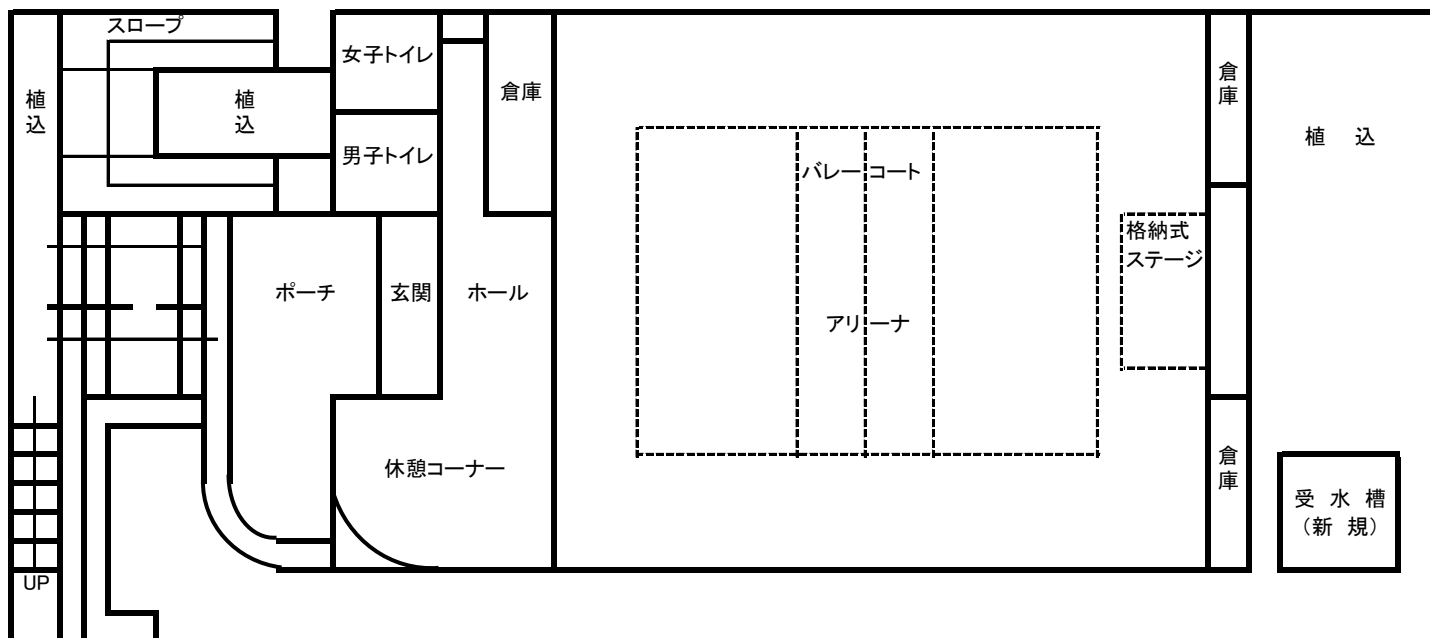 スロープ
植込
植込
女子トイレ
男子トイレ
倉庫
倉庫
植 込
バレーコート
格納式
ステージ
ポーチ
玄関
ホール
アリーナ
休憩コーナー
倉庫
受 水 槽
（新 規）
UP